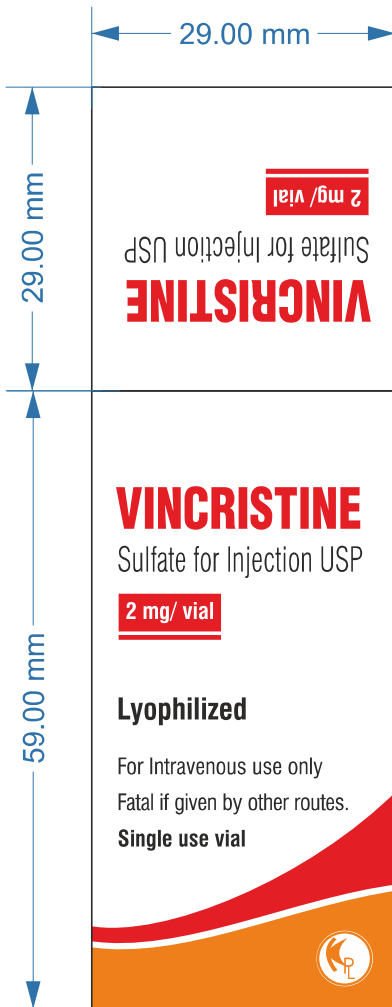 29.00 mm
29.00 mm
VINCRISTINE
Sulfate for Injection USP
2 mg/ vial
59.00 mm
VINCRISTINE
Sulfate for Injection USP
2 mg/ vial
Lyophilized
For Intravenous use only
Fatal if given by other routes.
Single use vial
KPL